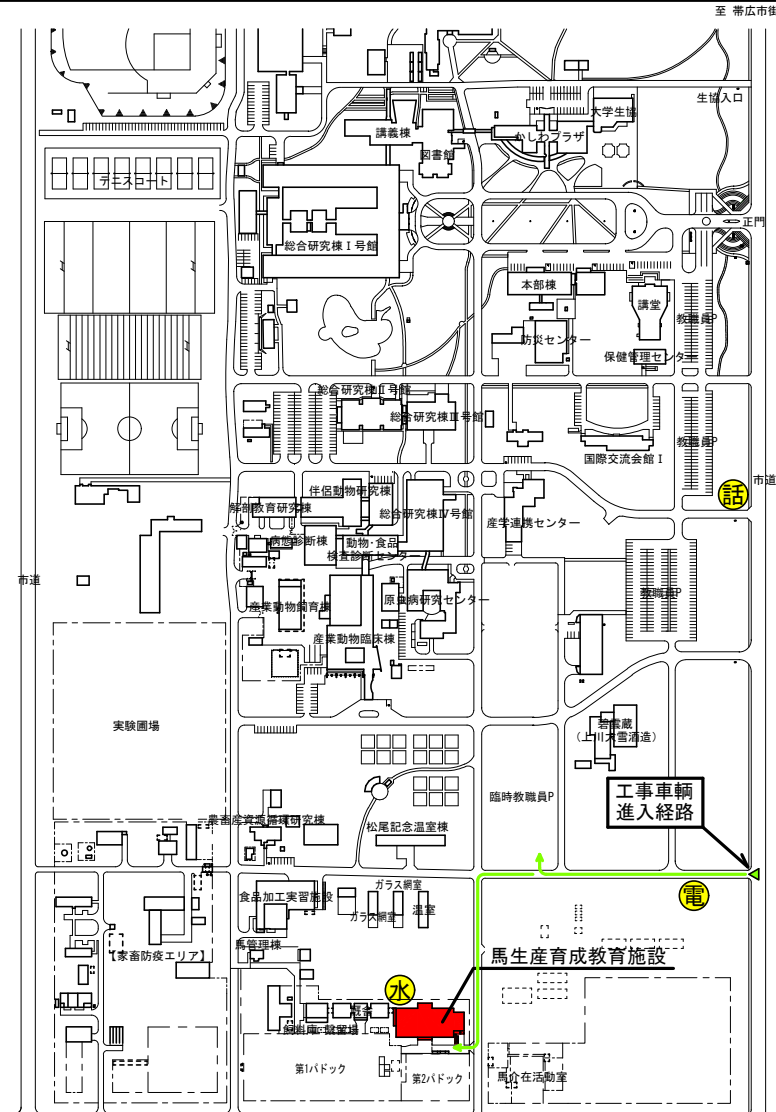 至 帯広市街
生協入口
大学生協
講義棟
かしわプラザ
図書館
テニスコート
正門
総合研究棟Ⅰ号館
本部棟
講堂
教職員P
防災センター
保健管理センター
総合研究棟Ⅱ号館
総合研究棟Ⅲ号館
教職員P
国際交流会館Ⅰ
市道
話
伴侶動物研究棟
解剖教育研究棟
総合研究棟Ⅳ号館
産学連携センター
病態診断棟
動物・食品
検査診断センター
市道
教職員P
原虫病研究センター
産業動物飼育棟
産業動物臨床棟
実験圃場
碧雲蔵
(上川大雪酒造)
工事車輌
進入経路
臨時教職員P
農畜産資源循環研究棟
松尾記念温室棟
ガラス網室
電
食品加工実習施設
温室
ガラス網室
馬管理棟
【家畜防疫エリア】
馬生産育成教育施設
水
飼料庫・繋留場
第1パドック
第2パドック
馬介在活動室